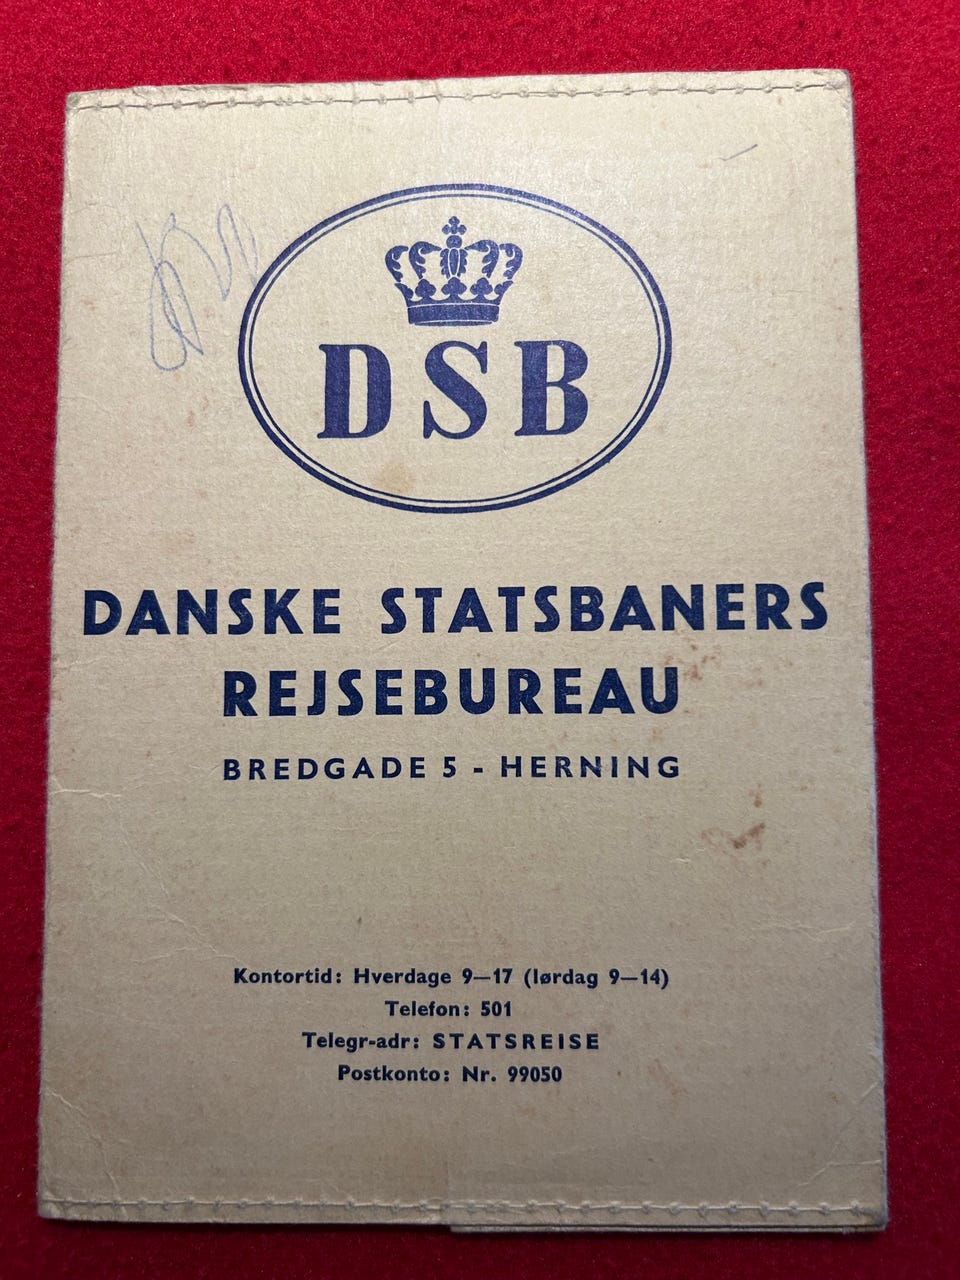 DSB
DANSKE STATSBANERS
REJSEBUREAU
BREDGADE 5 - HERNING
Kontortid: Hverdage 9—17 (lørdag 9—14)
Telefon: 501
Telegr-adr: STATSREISE
Postkonto: Nr. 99050